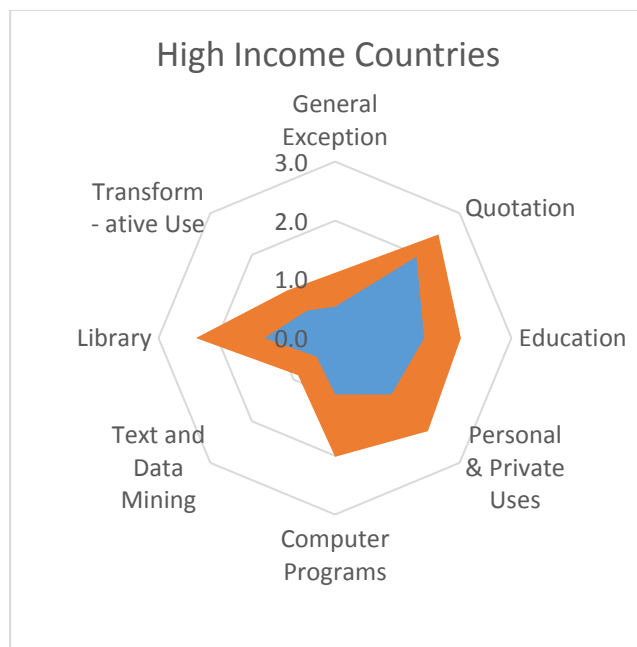 High Income Countries
General
Exception
3.0
Transform
- ative Use
Quotation
2.0
1.0
Library
0.0
Education
Text and
Data
Mining
Personal
& Private
Uses
Computer
Programs